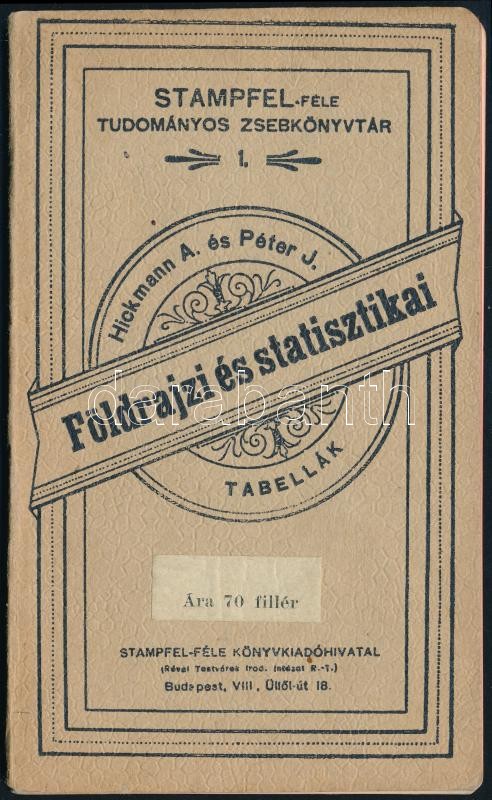 STAMPFEL-FÉLE
TUDOMÁNYOS ZSEBKÖNYVTÁR
1.
Hickmann A. és Péter J.
Földrajzi és statisztikai
darabanth
TABELLÁK
Ára 70 fillér
STAMPFEL-FÉLE KÖNYVKIADÓHIVATAL
(Révai Testvérek Irod. Intézet R.-T.)
Budapest, VIII, Üllői-út 18.